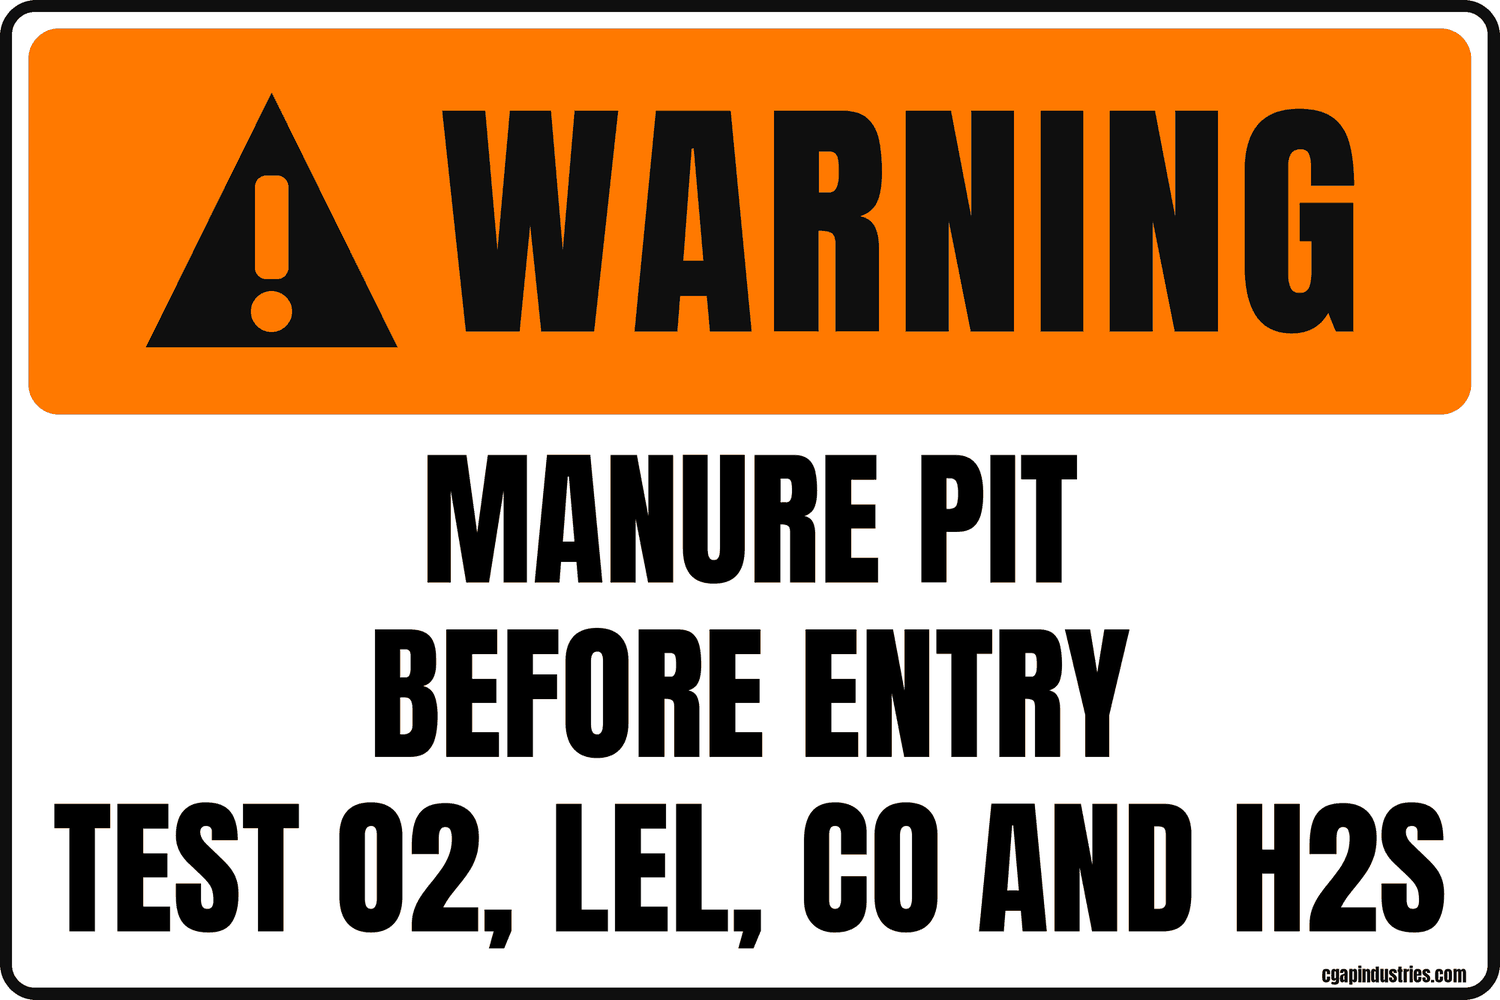 WARNING
MANURE PIT
BEFORE ENTRY
TEST O2, LEL, CO AND H2S
cgapindustries.com